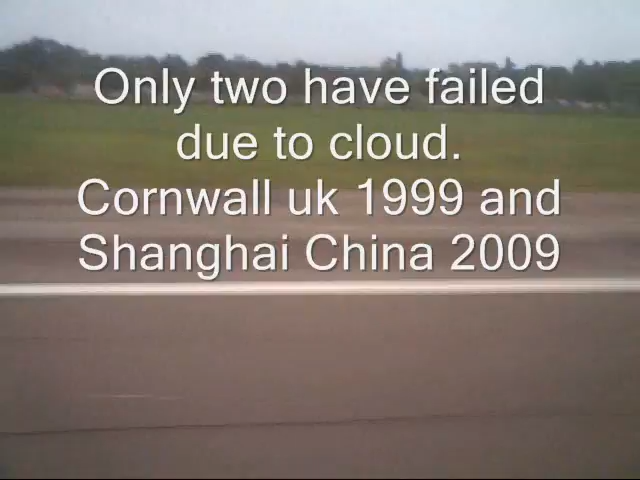 Only two have failed
due to cloud.
Cornwall uk 1999 and
Shanghai China 2009